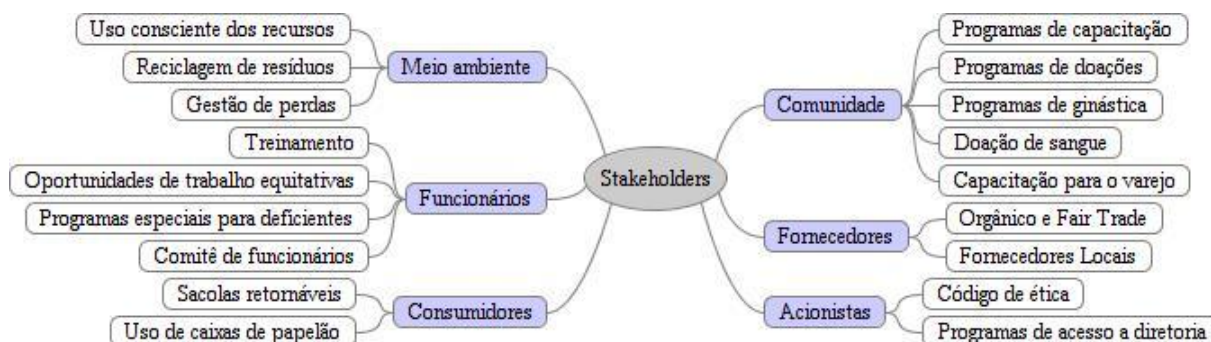 Stakeholders
Meio ambiente
Uso consciente dos recursos
Reciclagem de resíduos
Gestão de perdas
Funcionários
Treinamento
Oportunidades de trabalho equitativas
Programas especiais para deficientes
Comitê de funcionários
Consumidores
Sacolas retornáveis
Uso de caixas de papelão
Comunidade
Programas de capacitação
Programas de doações
Programas de ginástica
Doação de sangue
Capacitação para o varejo
Fornecedores
Orgânico e Fair Trade
Fornecedores Locais
Acionistas
Código de ética
Programas de acesso a diretoria